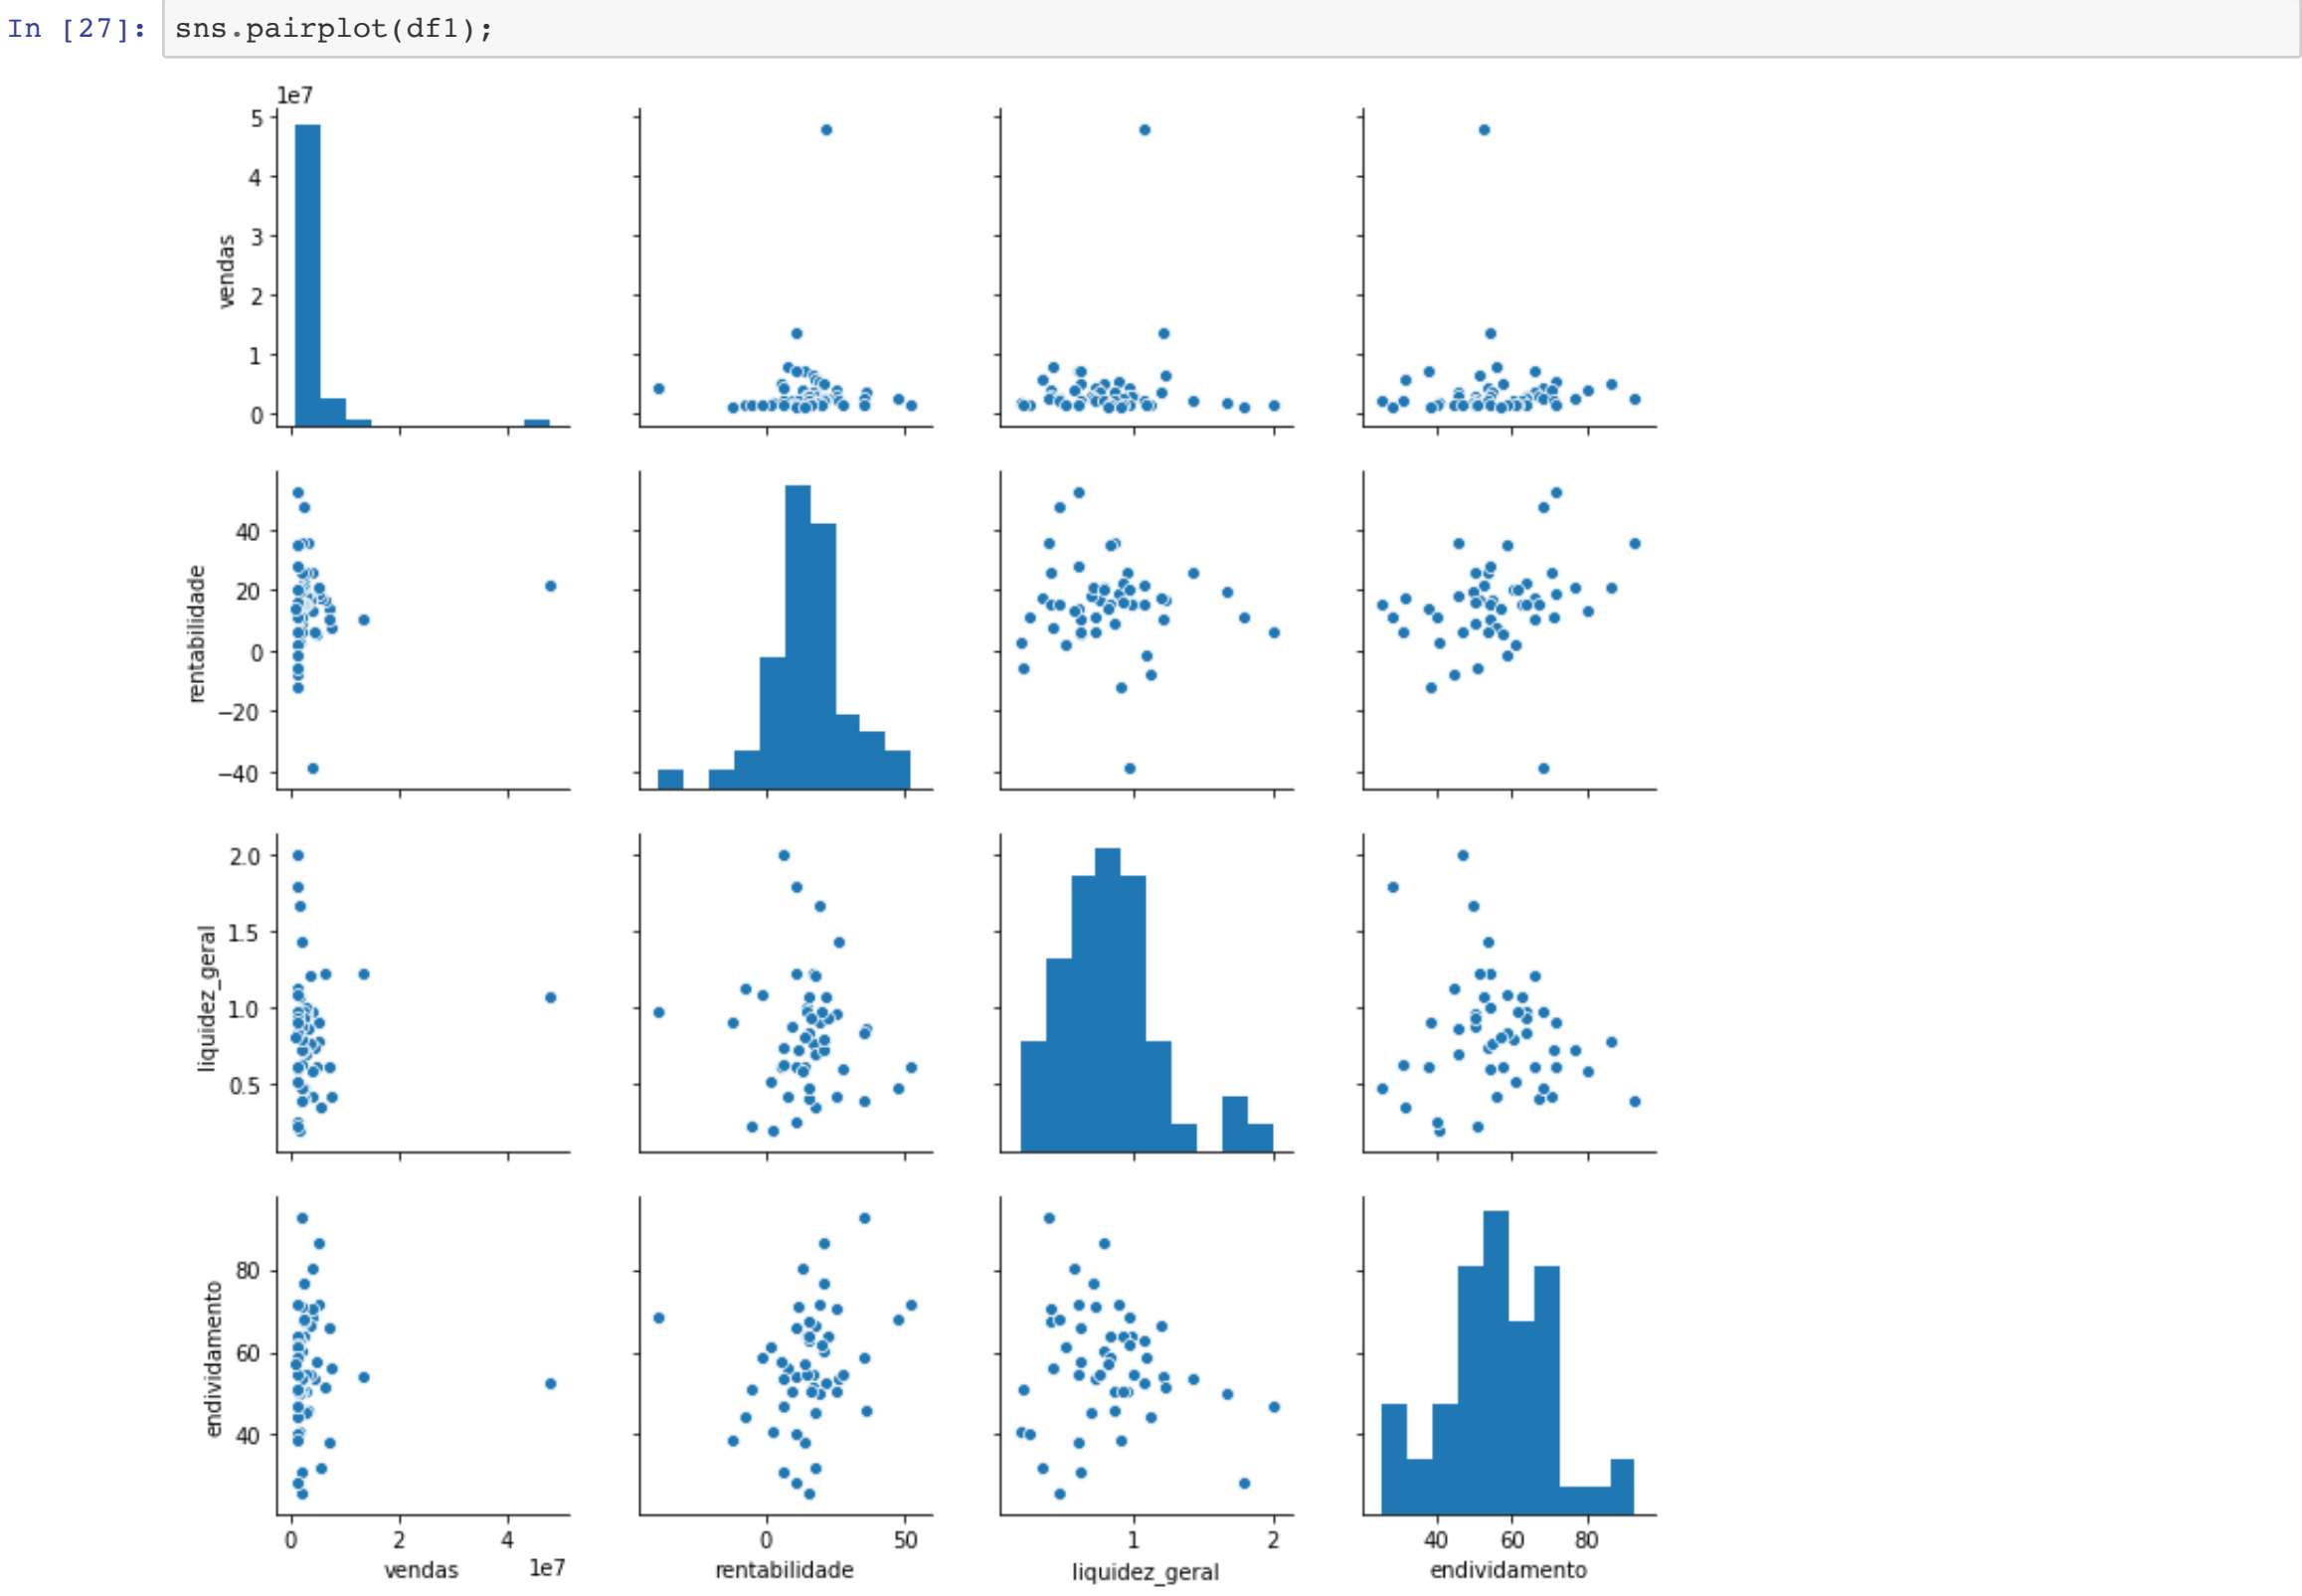 In [27]: sns.pairplot(df1);
1e7
5
4
3
2
1
0
vendas
40
20
0
−20
−40
rentabilidade
2.0
1.5
1.0
0.5
liquidez_geral
80
60
40
endividamento
0 2 4 0 50 1 2 40 60 80
1e7
vendas rentabilidade liquidez_geral endividamento